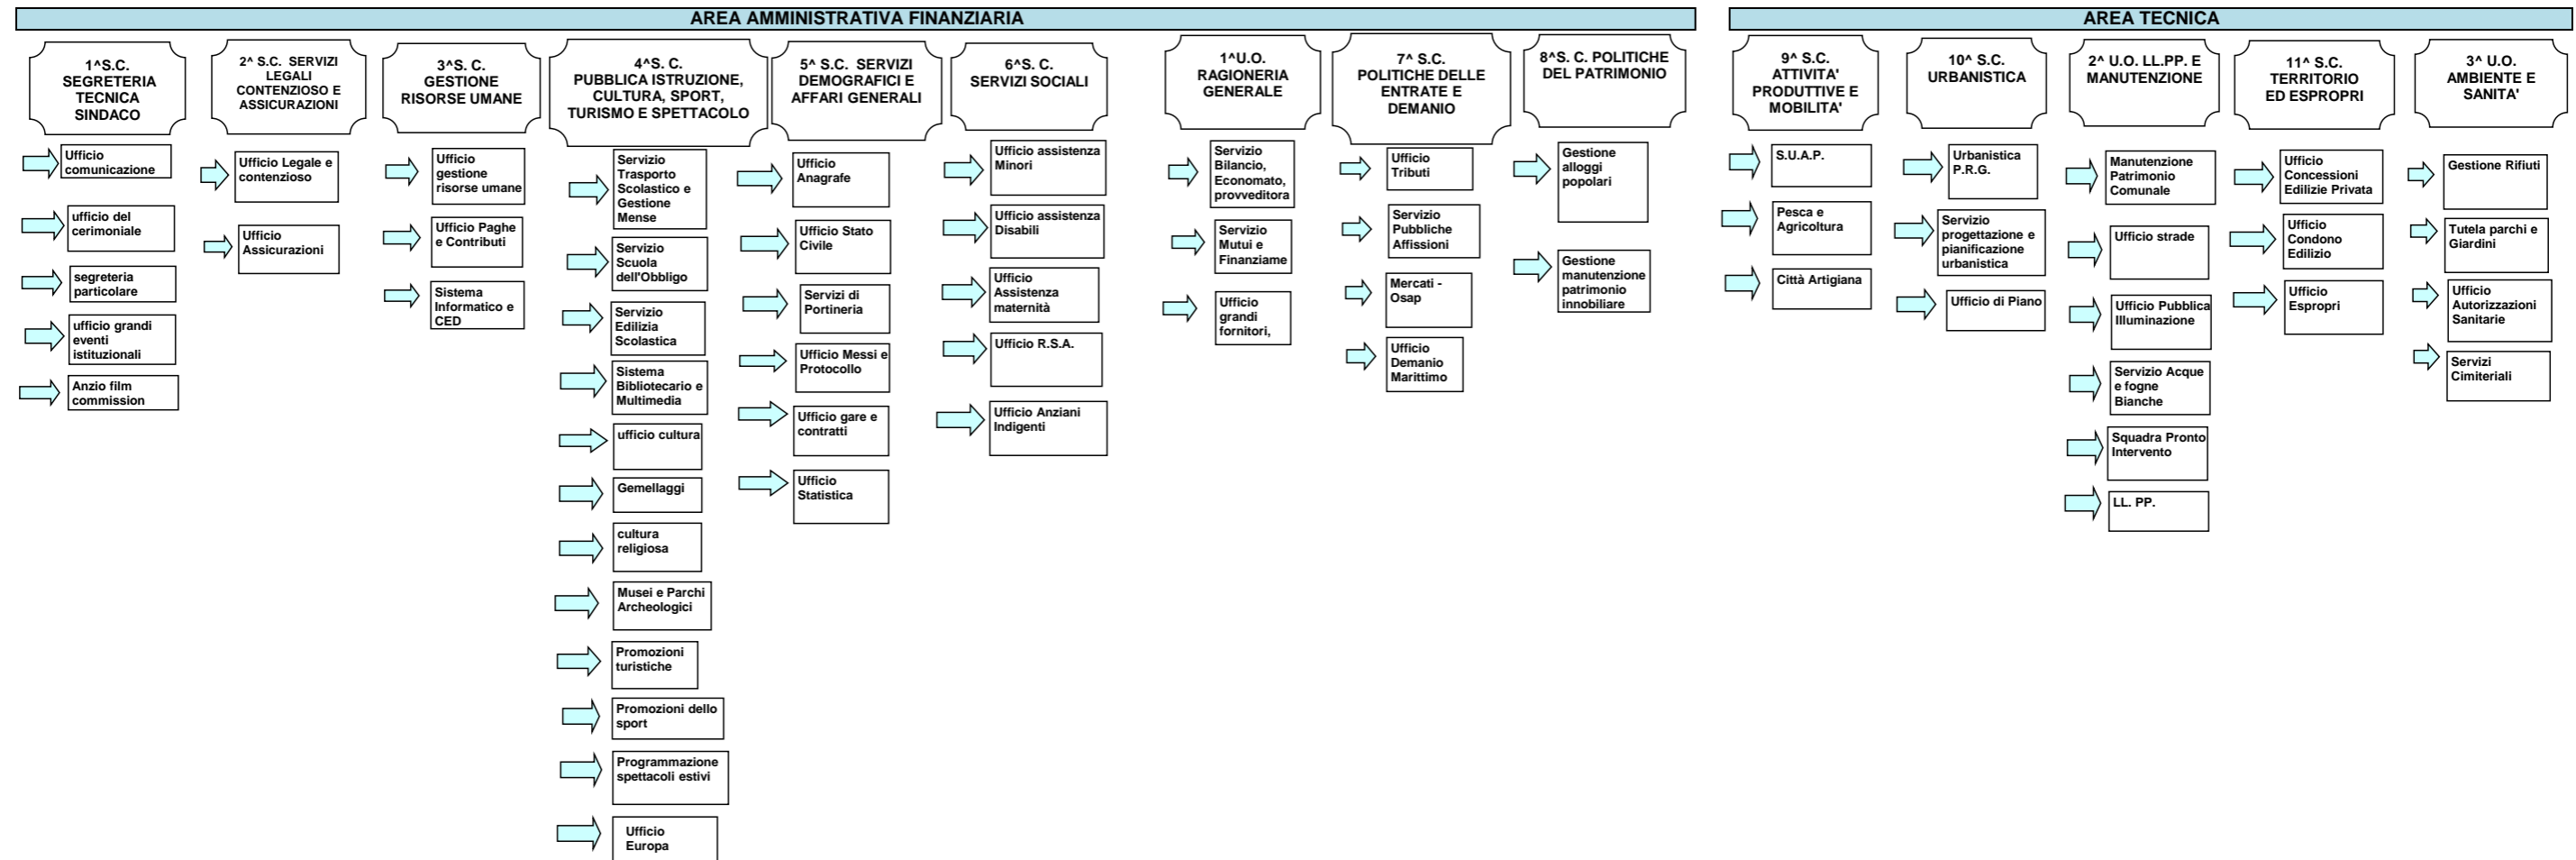 AREA AMMINISTRATIVA FINANZIARIA
AREA TECNICA
1^S.C.
SEGRETERIA
TECNICA
SINDACO
Ufficio
comunicazione
ufficio del
cerimoniale
segreteria
particolare
ufficio grandi
eventi
istituzionali
Anzio film
commission
2^ S.C. SERVIZI
LEGALI
CONTENZIOSO E
ASSICURAZIONI
Ufficio Legale e
contenzioso
Ufficio
Assicurazioni
3^S. C.
GESTIONE
RISORSE UMANE
Ufficio
gestione
risorse umane
Ufficio Paghe
e Contributi
Sistema
Informatico e
CED
4^S. C.
PUBBLICA ISTRUZIONE,
CULTURA, SPORT,
TURISMO E SPETTACOLO
Servizio
Trasporto
Scolastico e
Gestione
Mense
Servizio
Scuola
dell'Obbligo
Servizio
Edilizia
Scolastica
Sistema
Bibliotecario e
Multimedia
ufficio cultura
Gemellaggi
cultura
religiosa
Musei e Parchi
Archeologici
Promozioni
turistiche
Promozioni dello
sport
Programmazione
spettacoli estivi
Ufficio
Europa
5^ S.C. SERVIZI
DEMOGRAFICI E
AFFARI GENERALI
Ufficio
Anagrafe
Ufficio Stato
Civile
Servizi di
Portineria
Ufficio Messi e
Protocollo
Ufficio gare e
contratti
Ufficio
Statistica
6^S. C.
SERVIZI SOCIALI
Ufficio assistenza
Minori
Ufficio assistenza
Disabili
Ufficio
Assistenza
maternità
Ufficio R.S.A.
Ufficio Anziani
Indigenti
1^U.O.
RAGIONERIA
GENERALE
Servizio
Bilancio,
Economato,
provveditora
Servizio
Mutui e
Finanziame
Ufficio
grandi
fornitori,
7^ S.C.
POLITICHE DELLE
ENTRATE E
DEMANIO
Ufficio
Tributi
Servizio
Pubbliche
Affissioni
Mercati -
Osap
Ufficio
Demanio
Marittimo
8^S. C. POLITICHE
DEL PATRIMONIO
Gestione
alloggi
popolari
Gestione
manutenzione
patrimonio
innobiliare
9^ S.C.
ATTIVITA'
PRODUTTIVE E
MOBILITA'
S.U.A.P.
Pesca e
Agricoltura
Città Artigiana
10^ S.C.
URBANISTICA
Urbanistica
P.R.G.
Servizio
progettazione e
pianificazione
urbanistica
Ufficio di Piano
2^ U.O. LL.PP. E
MANUTENZIONE
Manutenzione
Patrimonio
Comunale
Ufficio strade
Ufficio Pubblica
Illuminazione
Servizio Acque
e fogne
Bianche
Squadra Pronto
Intervento
LL. PP.
11^ S.C.
TERRITORIO
ED ESPROPRI
Ufficio
Concessioni
Edilizie Privata
Ufficio
Condono
Edilizio
Ufficio
Espropri
3^ U.O.
AMBIENTE E
SANITA'
Gestione Rifiuti
Tutela parchi e
Giardini
Ufficio
Autorizzazioni
Sanitarie
Servizi
Cimiteriali